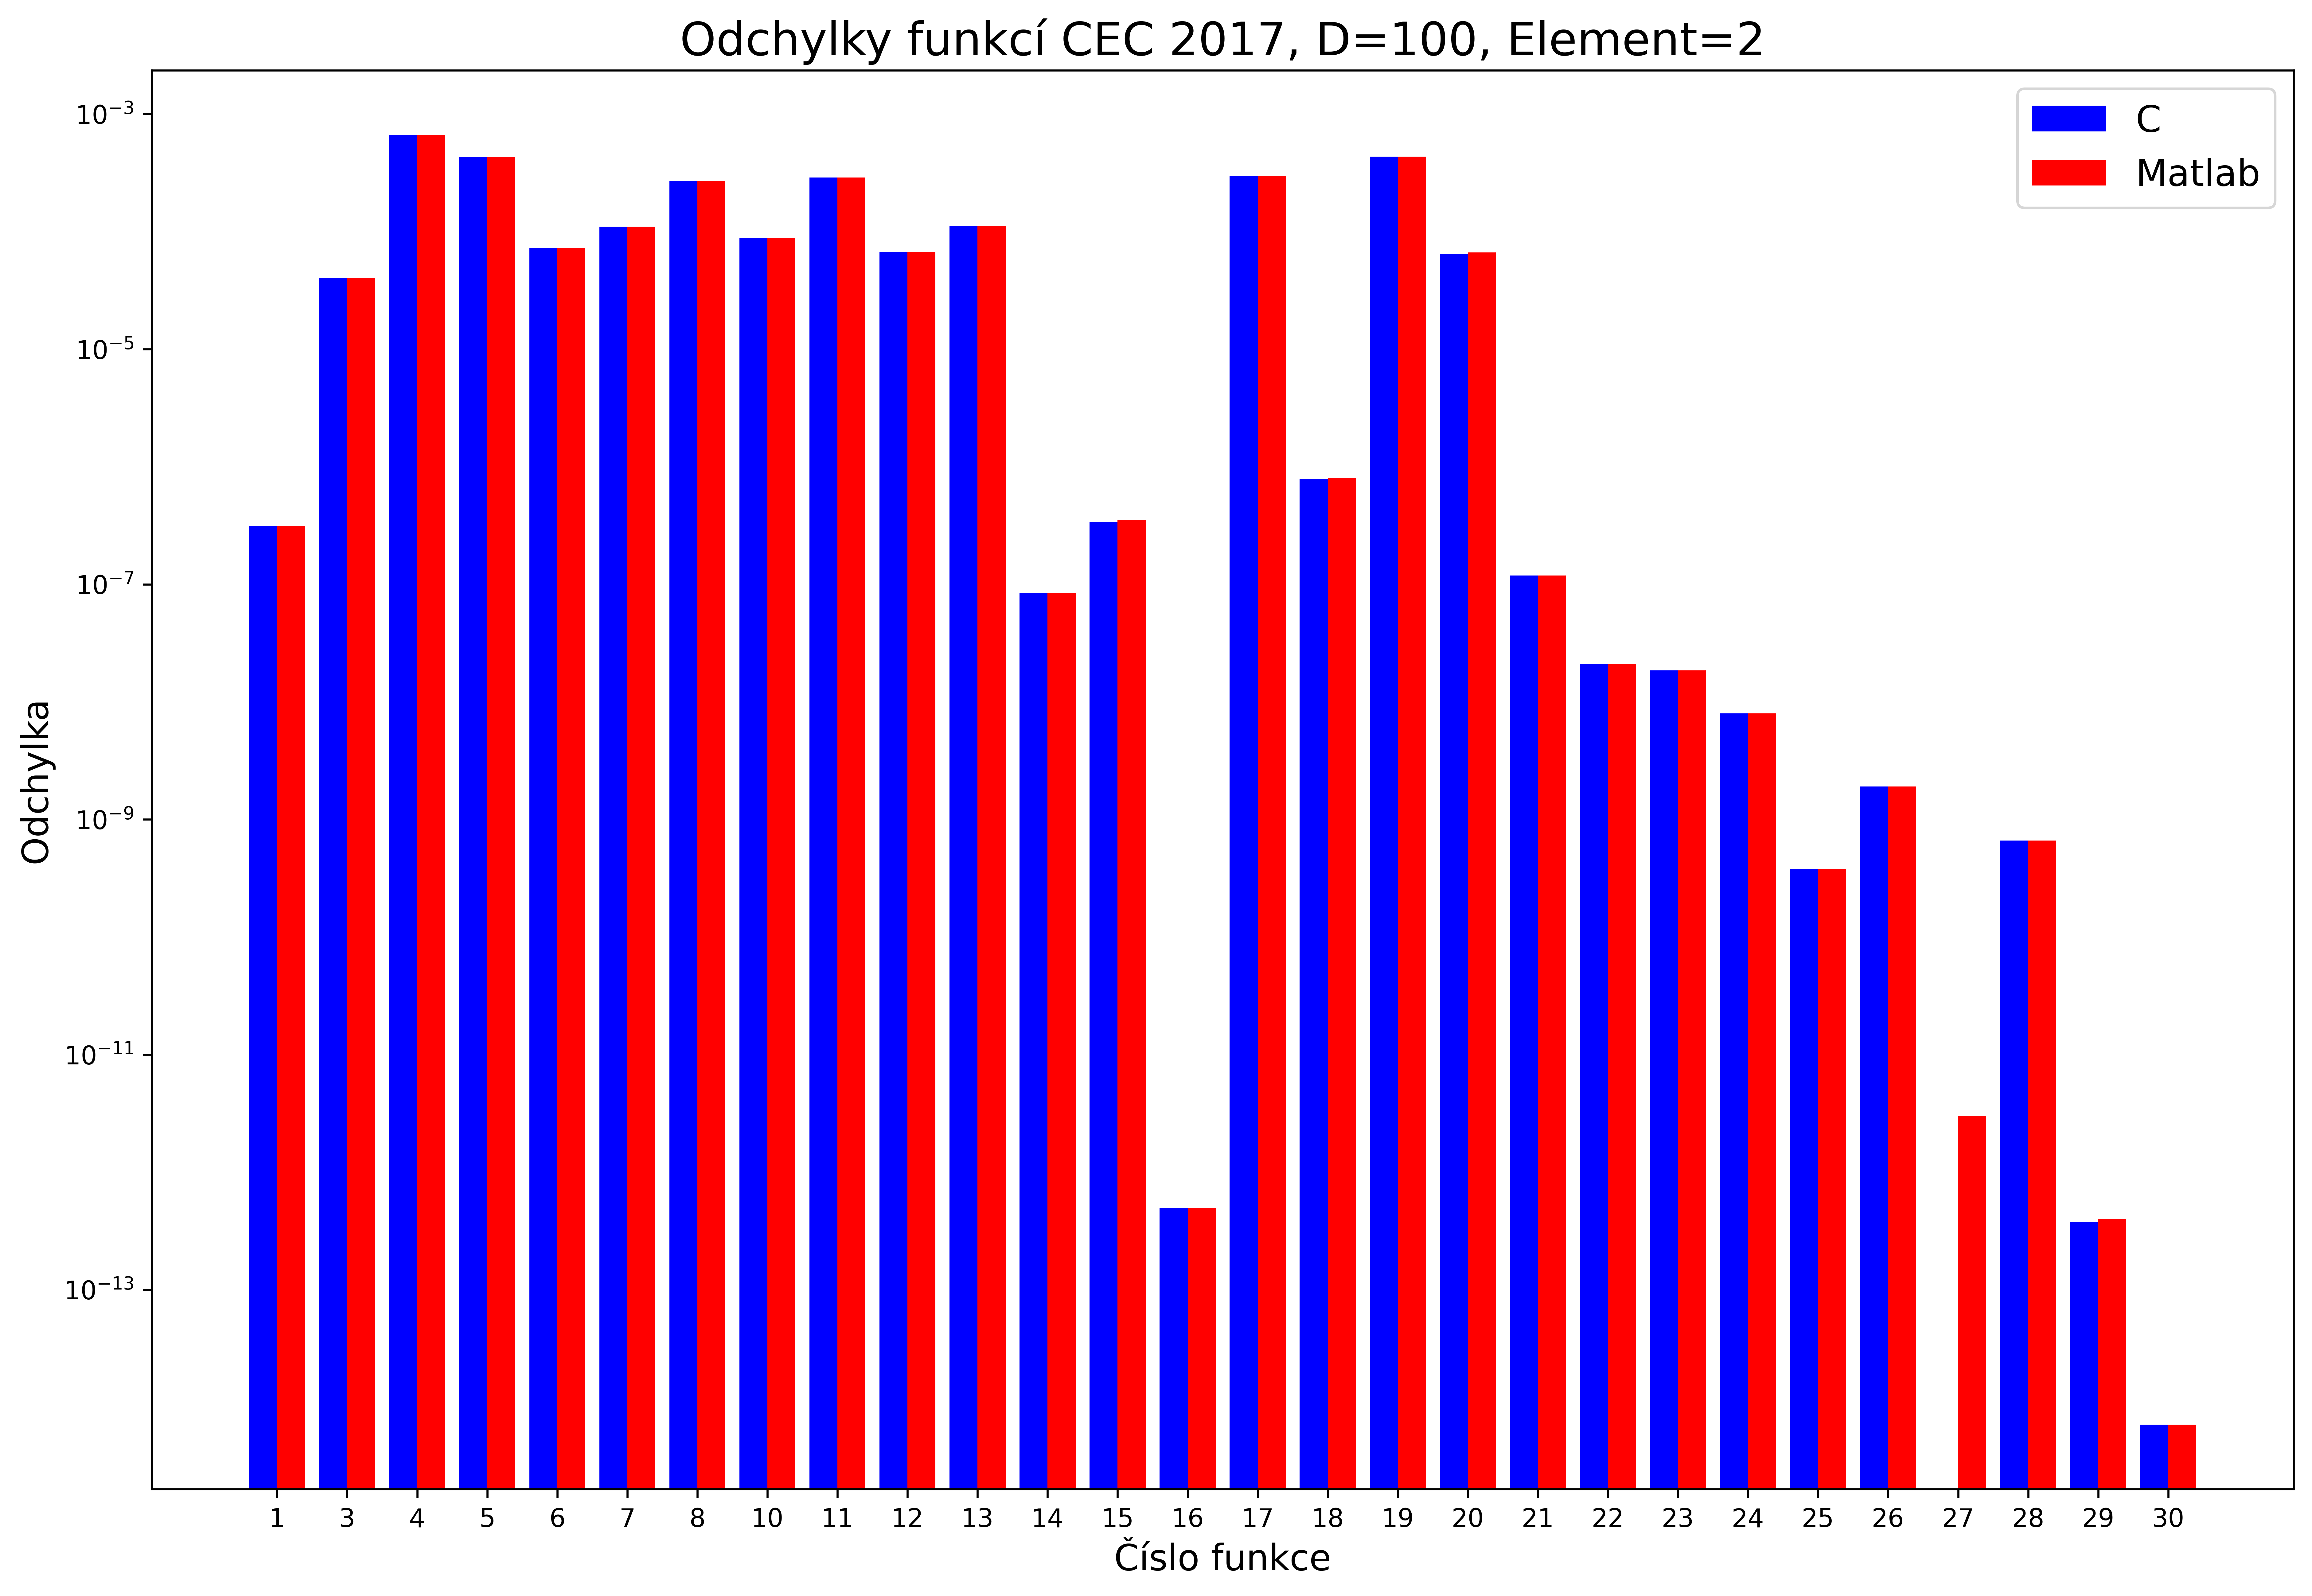 Odchylky funkcí CEC 2017, D=100, Element=2
C
Matlab
10⁻³
10⁻⁵
10⁻⁷
10⁻⁹
10⁻¹¹
10⁻¹³
Odchylka
1 3 4 5 6 7 8 10 11 12 13 14 15 16 17 18 19 20 21 22 23 24 25 26 27 28 29 30
Číslo funkce